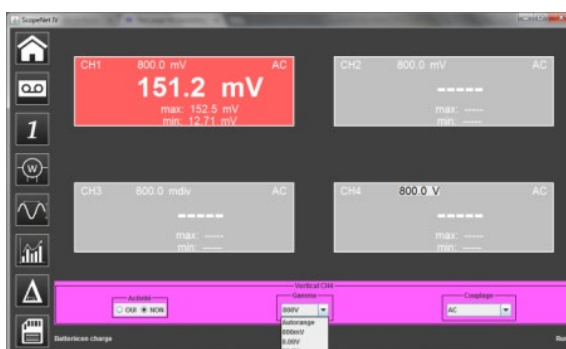 ScopeNet IV
CH1 800.0 mV AC
151.2 mV
max: 152.5 mV
min: 12.71 mV
CH2 800.0 mV AC
-----
max: -----
min: -----
CH3 800.0 mdiv AC
-----
max: -----
min: -----
CH4 800.0 V AC
-----
max: -----
min: -----
1
W
Vertical CH4
Activité
OUI NON
Gamme
800V
Autorange
800mV
8.00V
Couplage
AC
Batteries en charge